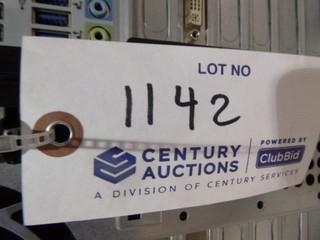 LOT NO
1142
CENTURY AUCTIONS
POWERED BY
ClubBid
A DIVISION OF CENTURY SERVICES